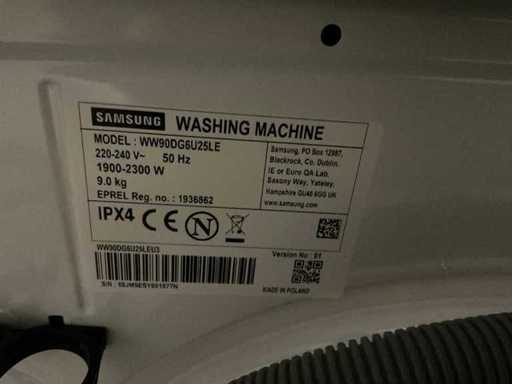 SAMSUNG WASHING MACHINE
MODEL : WW90DG6U25LE
220-240 V~ 50 Hz
1900-2300 W
9.0 kg
EPREL Reg. no. : 1936862
Samsung, PO Box 12987,
Blackrock, Co. Dublin,
IE or Euro QA Lab,
Saxony Way, Yateley,
Hampshire GU46 6GG UK
www.samsung.com
IPX4 CE N
WW90DG6U25LEU3
S/N :
Version No : 01
MADE IN POLAND